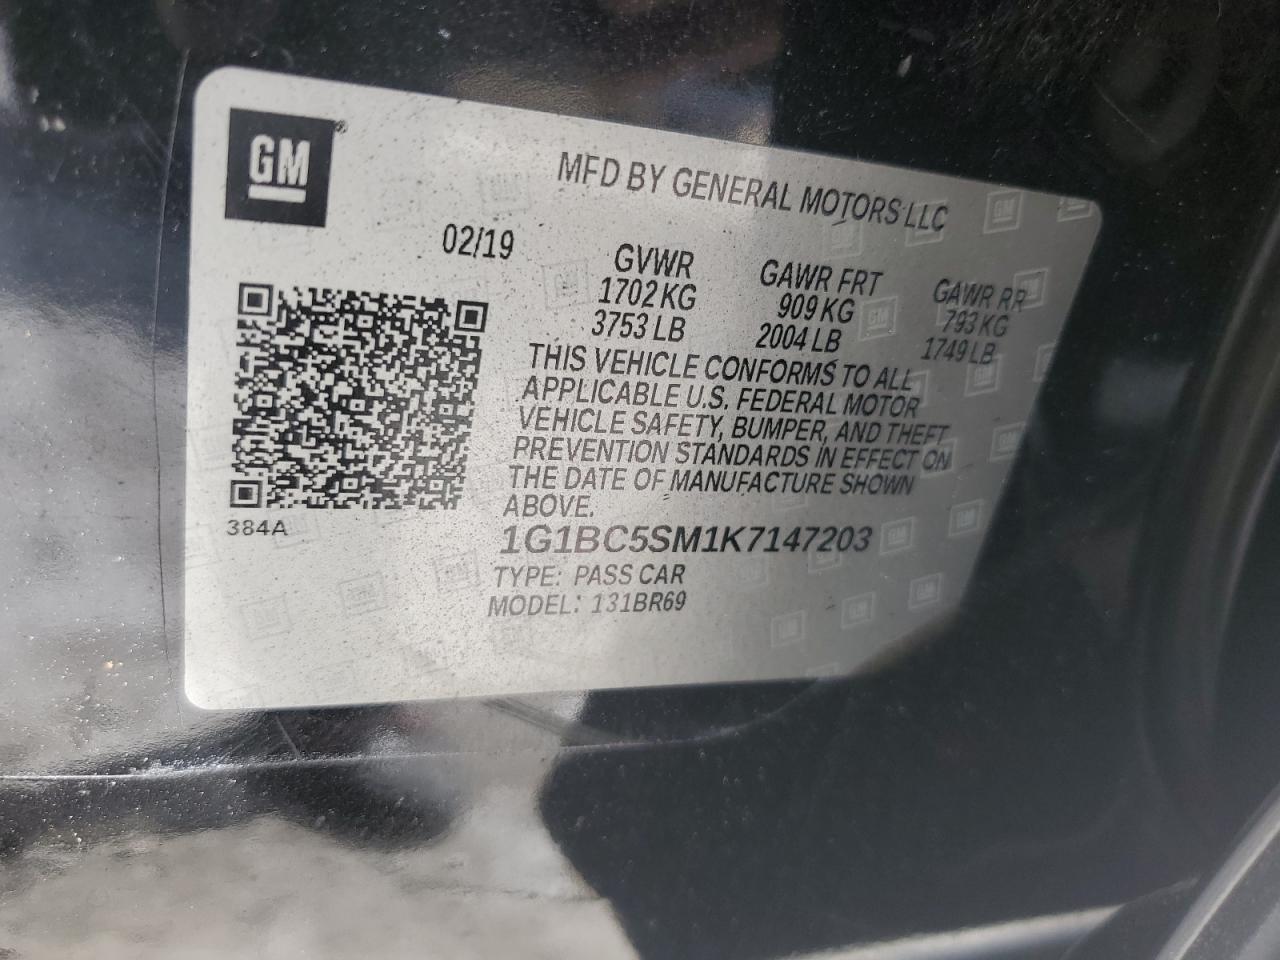 GM
MFD BY GENERAL MOTORS LLC
02/19
GVWR GAWR FRT GAWR RR
1702 KG 909 KG 793 KG
3753 LB 2004 LB 1749 LB
THIS VEHICLE CONFORMS TO ALL
APPLICABLE U.S. FEDERAL MOTOR
VEHICLE SAFETY, BUMPER, AND THEFT
PREVENTION STANDARDS IN EFFECT ON
THE DATE OF MANUFACTURE SHOWN
ABOVE.
384A
1G1BC5SM1K7147203
TYPE: PASS CAR
MODEL: 131BR69